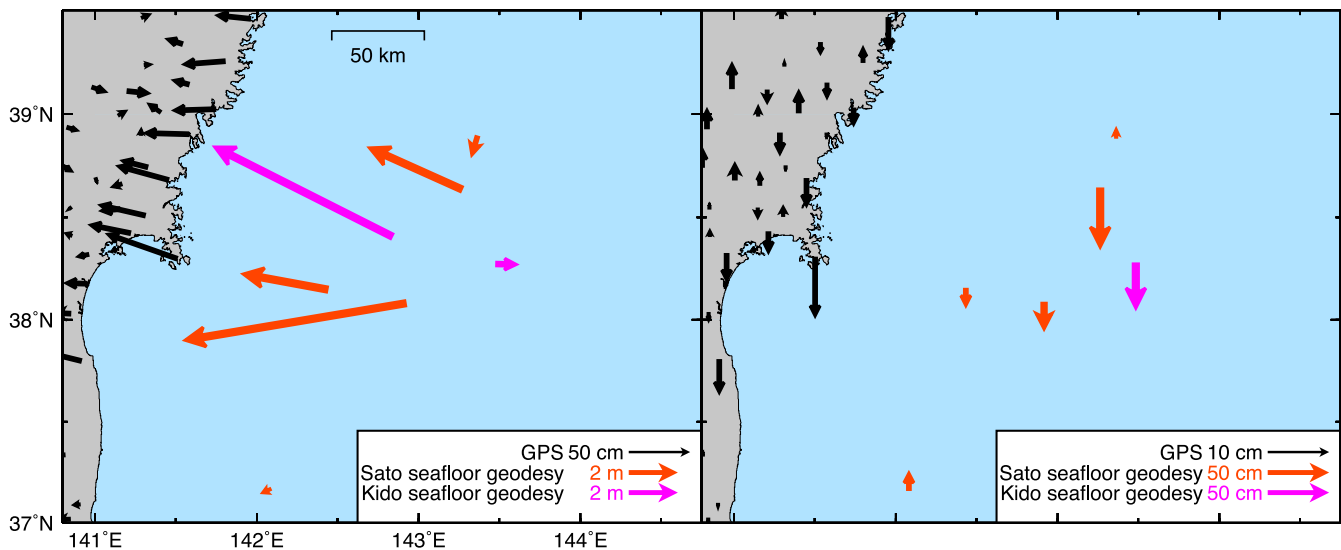 50 km
39°N
38°N
37°N
GPS 50 cm
Sato seafloor geodesy 2 m
Kido seafloor geodesy 2 m
GPS 10 cm
Sato seafloor geodesy 50 cm
Kido seafloor geodesy 50 cm
141°E 142°E 143°E 144°E